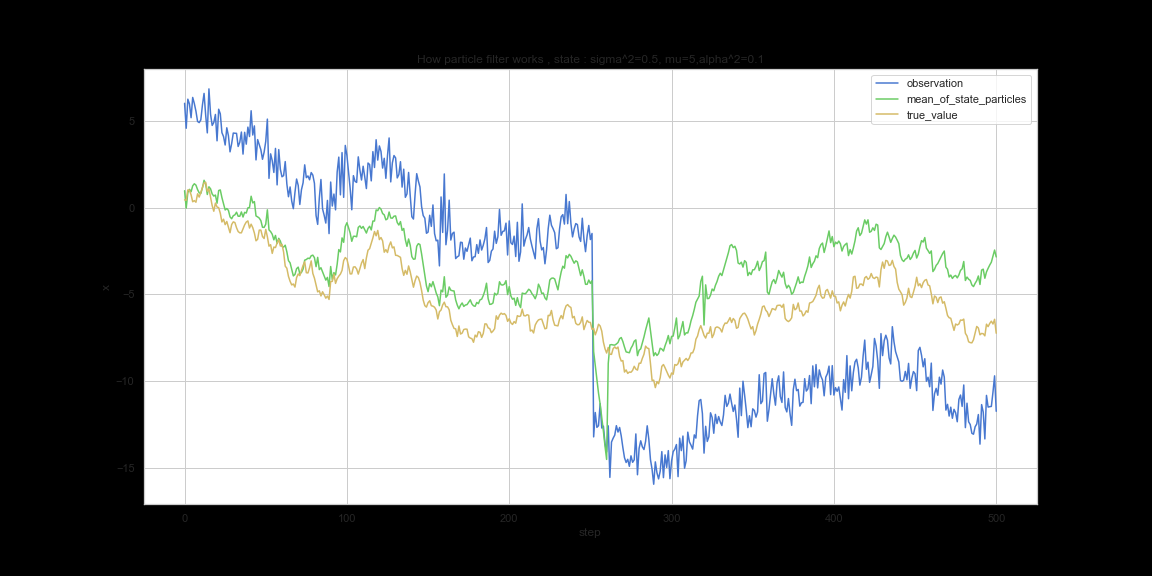 How particle filter works , state : sigma^2=0.5, mu=5,alpha^2=0.1
observation
mean_of_state_particles
true_value
5
0
−5
−10
−15
x
0 100 200 300 400 500
step